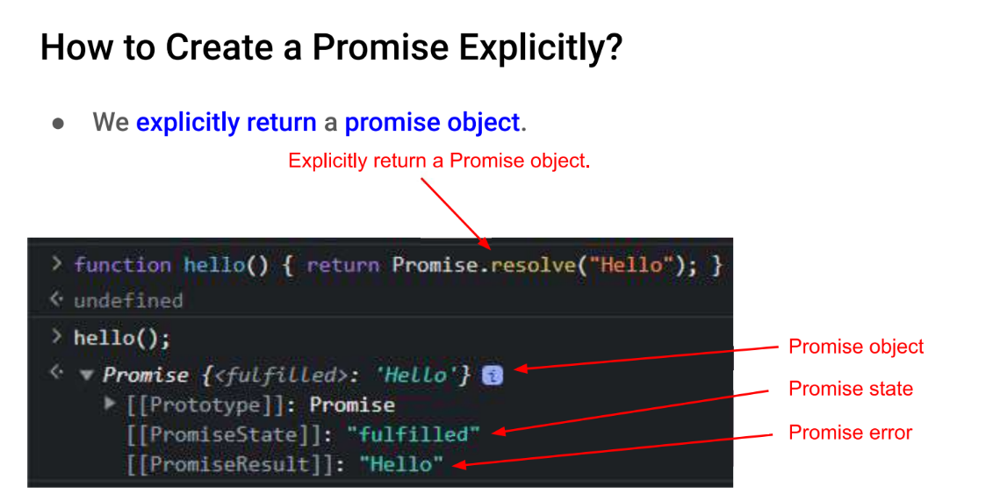 How to Create a Promise Explicitly?
● We explicitly return a promise object.
Explicitly return a Promise object.
> function hello() { return Promise.resolve("Hello"); }
<· undefined
> hello();
<· ▼ Promise {<fulfilled>: 'Hello'} i
Promise object
▶ [[Prototype]]: Promise
Promise state
[[PromiseState]]: "fulfilled"
Promise error
[[PromiseResult]]: "Hello"